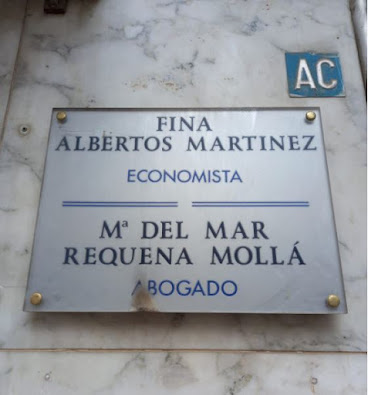 AC
FINA
ALBERTOS MARTINEZ
ECONOMISTA
Mª DEL MAR
REQUENA MOLLÁ
ABOGADO